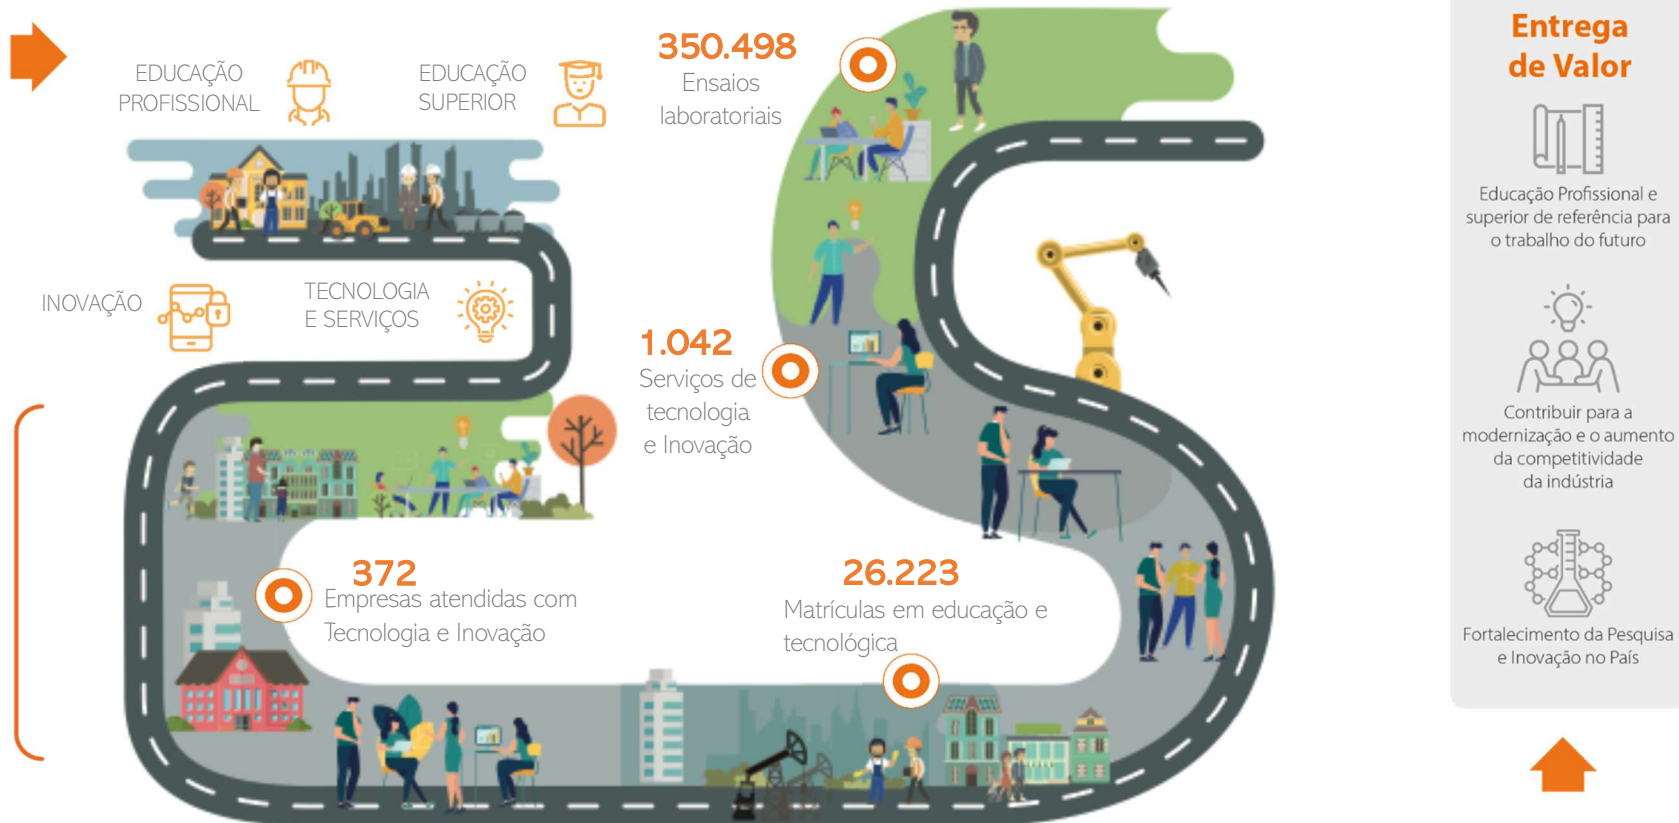 EDUCAÇÃO
PROFISSIONAL
EDUCAÇÃO
SUPERIOR
INOVAÇÃO
TECNOLOGIA
E SERVIÇOS
350.498
Ensaios
laboratoriais
1.042
Serviços de
tecnologia
e Inovação
372
Empresas atendidas com
Tecnologia e Inovação
26.223
Matrículas em educação e
tecnológica
Entrega
de Valor
Educação Profissional e
superior de referência para
o trabalho do futuro
Contribuir para a
modernização e o aumento
da competitividade
da indústria
Fortalecimento da Pesquisa
e Inovação no País